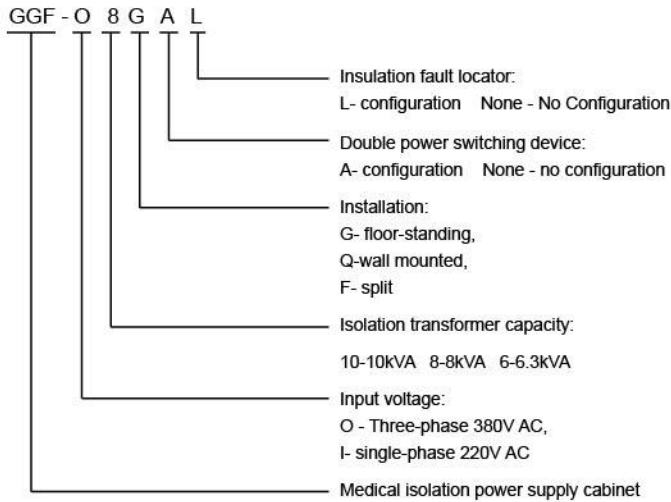 GGF - O 8 G A L
Insulation fault locator:
L- configuration None - No Configuration
Double power switching device:
A- configuration None - no configuration
Installation:
G- floor-standing,
Q-wall mounted,
F- split
Isolation transformer capacity:
10-10kVA 8-8kVA 6-6.3kVA
Input voltage:
O - Three-phase 380V AC,
I- single-phase 220V AC
Medical isolation power supply cabinet